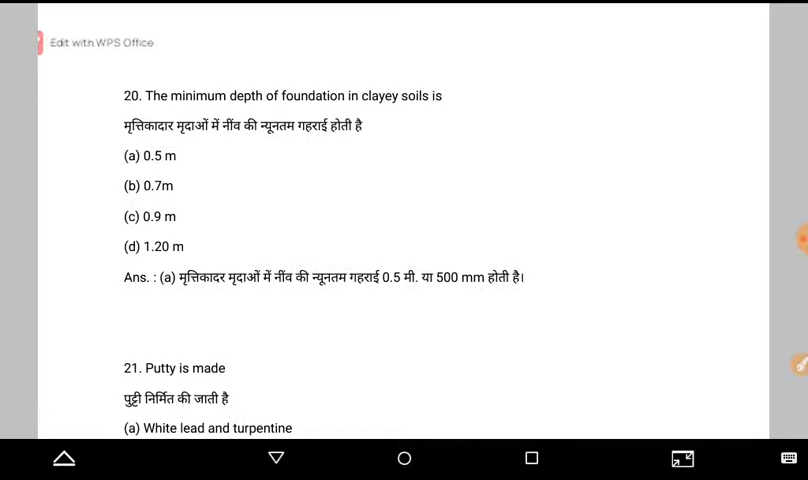 Edit with WPS Office
20. The minimum depth of foundation in clayey soils is
मृत्तिकादार मृदाओं में नींव की न्यूनतम गहराई होती है
(a) 0.5 m
(b) 0.7m
(c) 0.9 m
(d) 1.20 m
Ans. : (a) मृत्तिकादर मृदाओं में नींव की न्यूनतम गहराई 0.5 मी. या 500 mm होती है।
21. Putty is made
पुट्टी निर्मित की जाती है
(a) White lead and turpentine